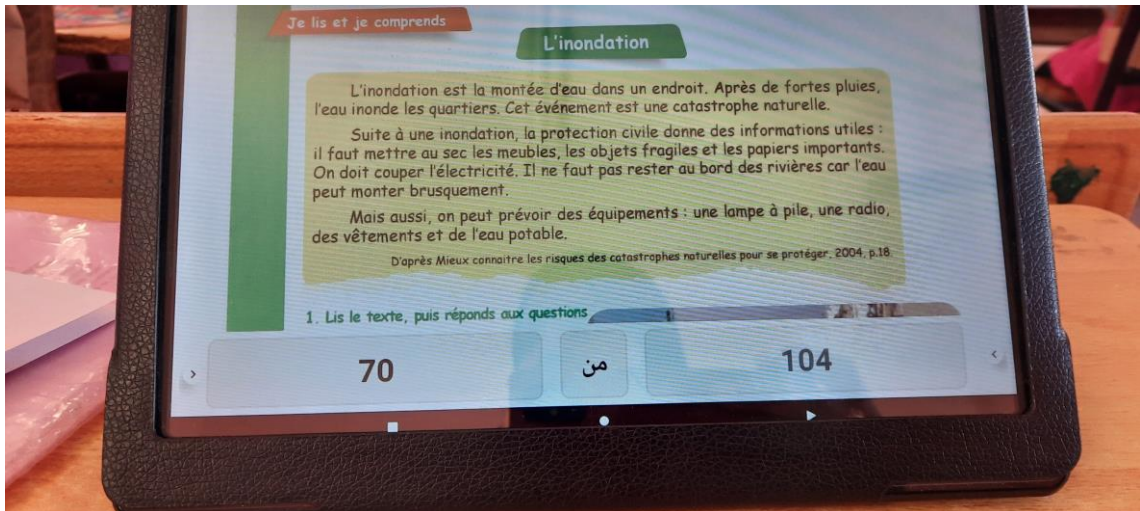 Je lis et je comprends
L'inondation
L'inondation est la montée d'eau dans un endroit. Après de fortes pluies,
l'eau inonde les quartiers. Cet événement est une catastrophe naturelle.
Suite à une inondation, la protection civile donne des informations utiles :
il faut mettre au sec les meubles, les objets fragiles et les papiers importants.
On doit couper l'électricité. Il ne faut pas rester au bord des rivières car l'eau
peut monter brusquement.
Mais aussi, on peut prévoir des équipements : une lampe à pile, une radio,
des vêtements et de l'eau potable.
D'après Mieux connaitre les risques des catastrophes naturelles pour se protéger, 2004, p.18.
1. Lis le texte, puis réponds aux questions
70 من 104